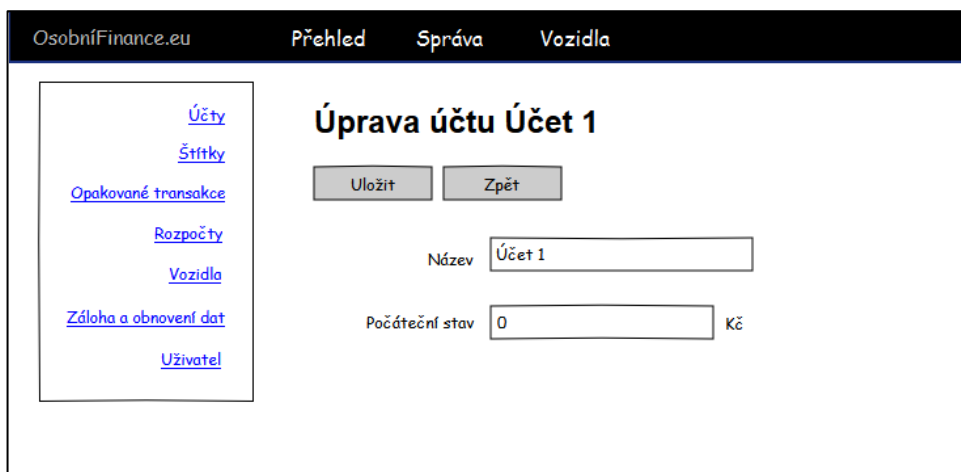 OsobníFinance.eu Přehled Správa Vozidla
Účty
Štítky
Opakované transakce
Rozpočty
Vozidla
Záloha a obnovení dat
Uživatel
Úprava účtu Účet 1
Uložit Zpět
Název Účet 1
Počáteční stav 0 Kč